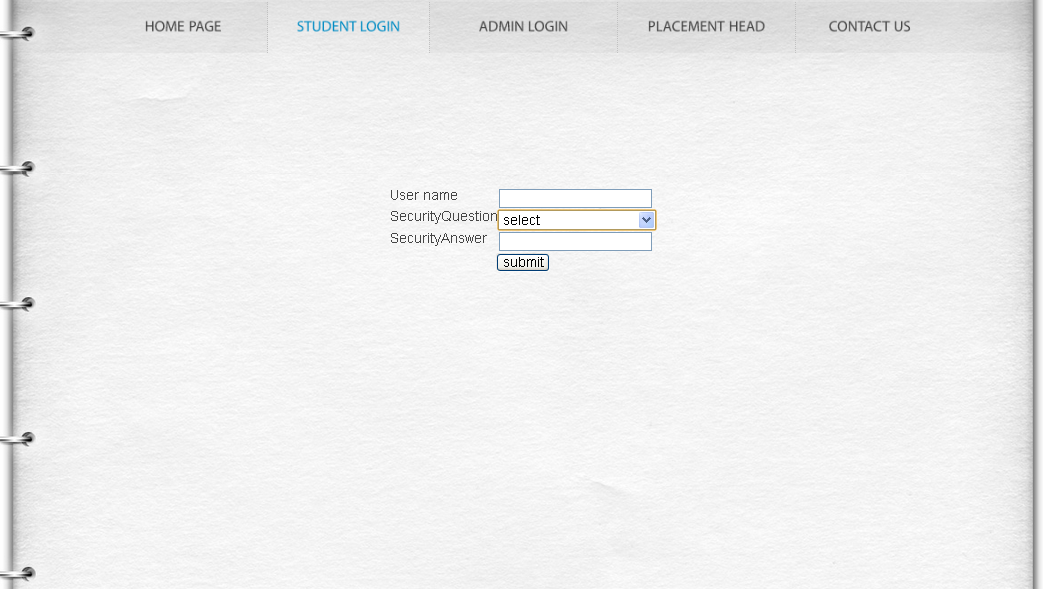 HOME PAGE STUDENT LOGIN ADMIN LOGIN PLACEMENT HEAD CONTACT US
User name
SecurityQuestion select
SecurityAnswer
submit